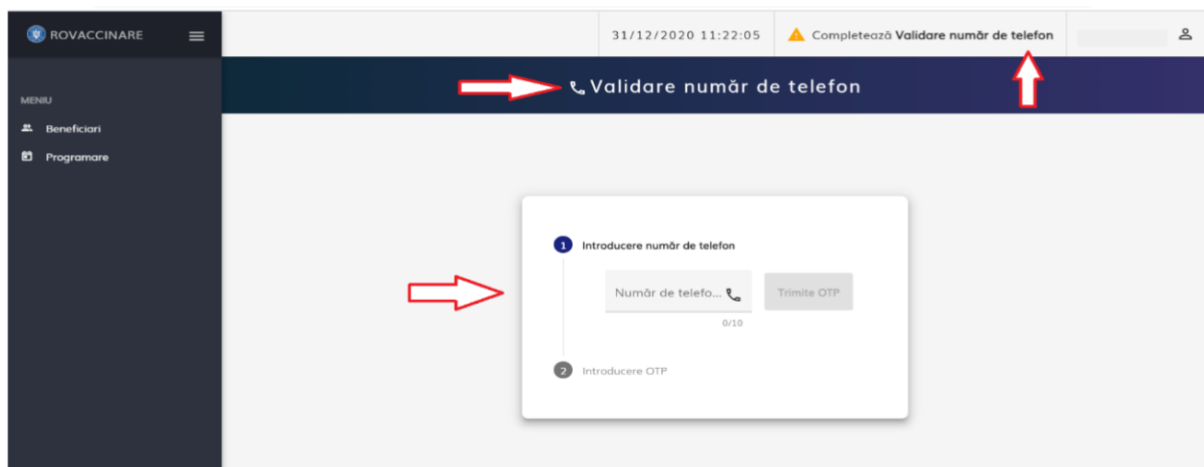 ROVACCINARE
31/12/2020 11:22:05
Completează Validare număr de telefon
Validare număr de telefon
MENIU
Beneficiari
Programare
1 Introducere număr de telefon
Număr de telefo...
Trimite OTP
0/10
2 Introducere OTP